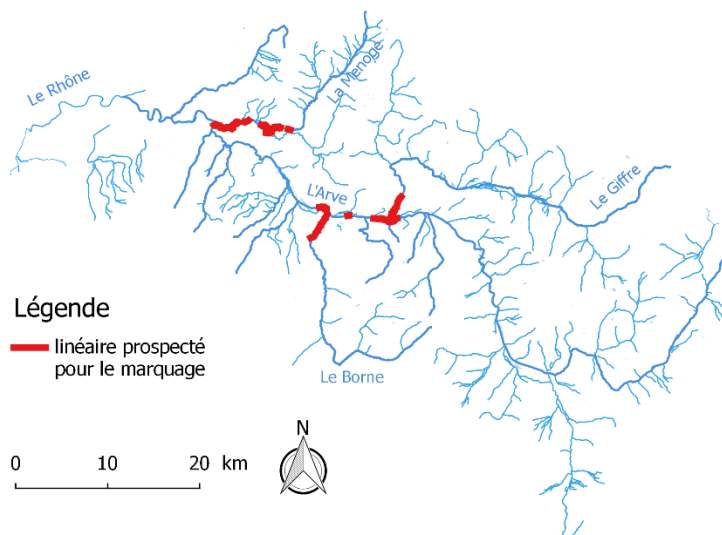 Le Rhône
La Menoge
L'Arve
Le Giffre
Légende
linéaire prospecté
pour le marquage
Le Borne
N
0 10 20 km